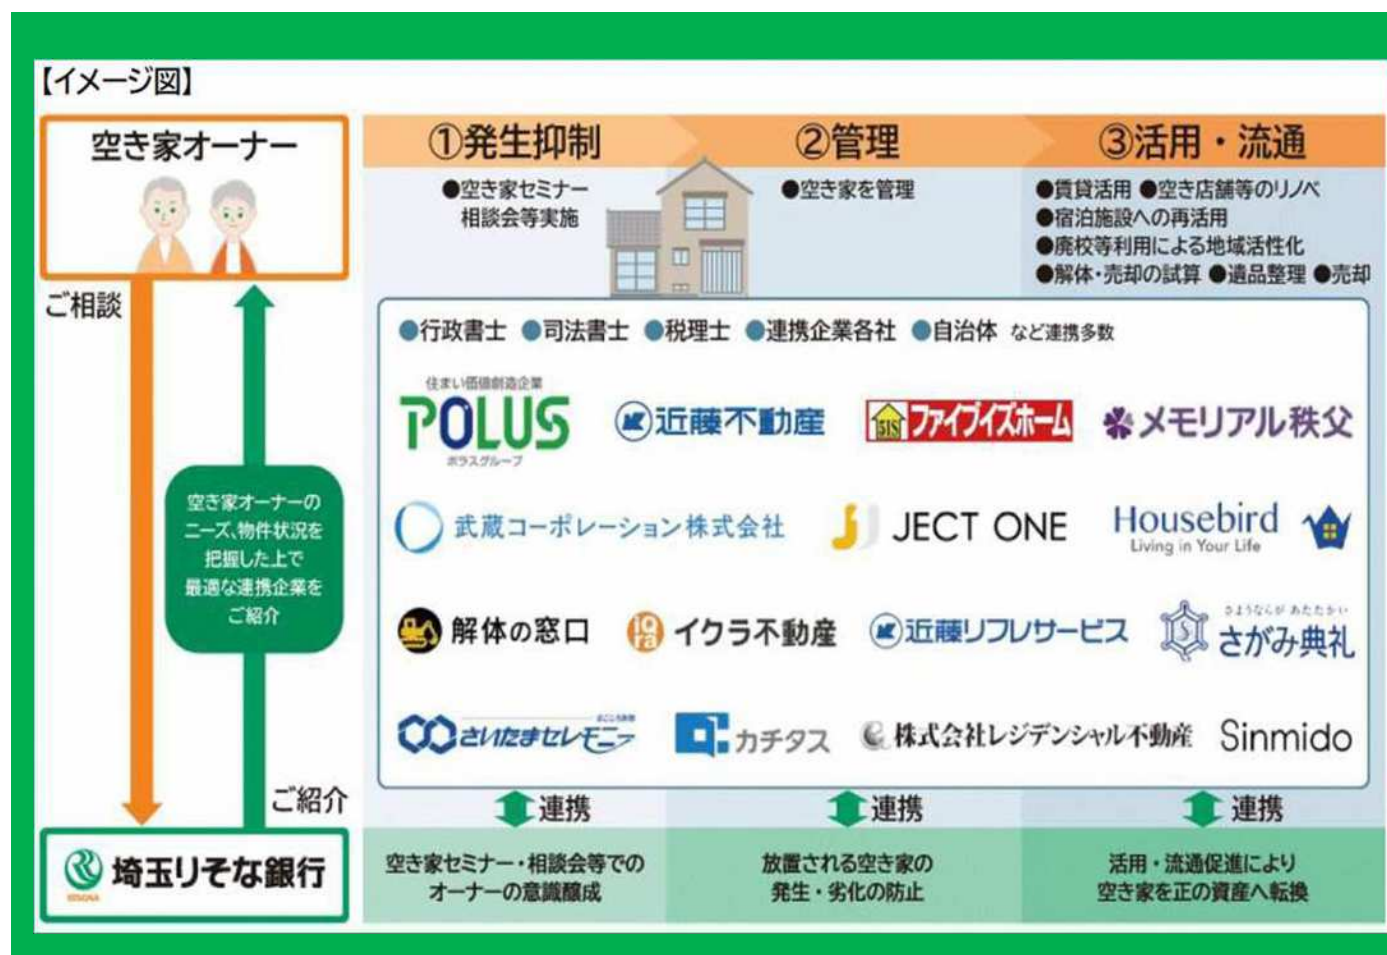 【イメージ図】
空き家オーナー
ご相談
空き家オーナーの
ニーズ、物件状況を
把握した上で
最適な連携企業を
ご紹介
ご紹介
埼玉りそな銀行
RESONA
①発生抑制
●空き家セミナー
相談会等実施
②管理
●空き家を管理
③活用・流通
●賃貸活用 ●空き店舗等のリノベ
●宿泊施設への再活用
●廃校等利用による地域活性化
●解体・売却の試算 ●遺品整理 ●売却
●行政書士 ●司法書士 ●税理士 ●連携企業各社 ●自治体 など連携多数
住まい価値創造企業
POLUS
ポラスグループ
近藤不動産
51S ファイブイズホーム
メモリアル秩父
武蔵コーポレーション株式会社
JECT ONE
Housebird
Living in Your Life
解体の窓口
iQra イクラ不動産
近藤リフレサービス
さようならが あたたかい
さがみ典礼
さいたまセレモニー
カチタス
株式会社レジデンシャル不動産
Sinmido
連携
連携
連携
空き家セミナー・相談会等での
オーナーの意識醸成
放置される空き家の
発生・劣化の防止
活用・流通促進により
空き家を正の資産へ転換